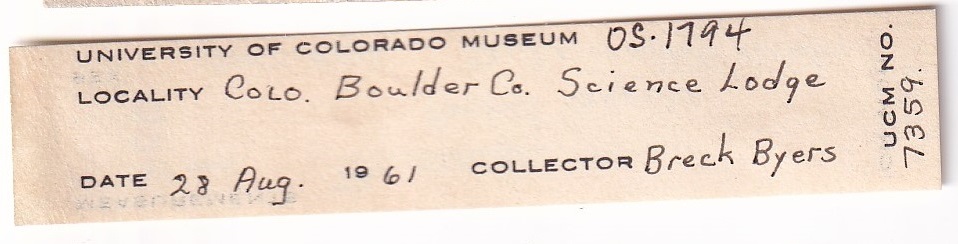 UNIVERSITY OF COLORADO MUSEUM OS.1794
LOCALITY Colo. Boulder Co. Science Lodge
DATE 28 Aug. 1961 COLLECTOR Breck Byers
UCM NO.
7359.